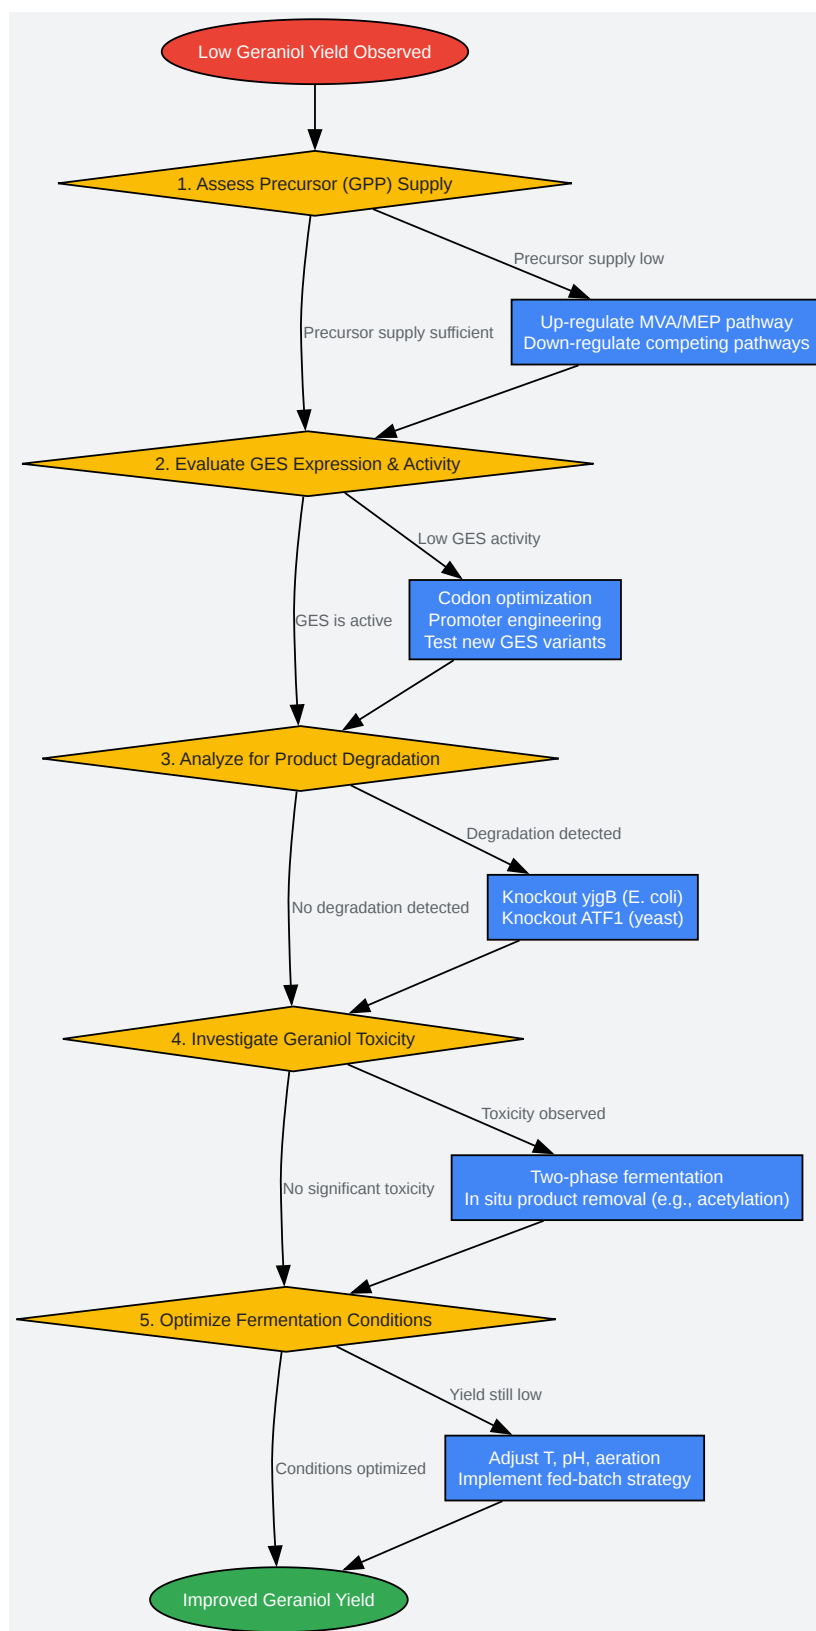 Low Geraniol Yield Observed
1. Assess Precursor (GPP) Supply
Precursor supply low
Up-regulate MVA/MEP pathway
Down-regulate competing pathways
Precursor supply sufficient
2. Evaluate GES Expression & Activity
Low GES activity
Codon optimization
Promoter engineering
Test new GES variants
GES is active
3. Analyze for Product Degradation
Degradation detected
Knockout yjgB (E. coli)
Knockout ATF1 (yeast)
No degradation detected
4. Investigate Geraniol Toxicity
Toxicity observed
Two-phase fermentation
In situ product removal (e.g., acetylation)
No significant toxicity
5. Optimize Fermentation Conditions
Yield still low
Adjust T, pH, aeration
Implement fed-batch strategy
Conditions optimized
Improved Geraniol Yield